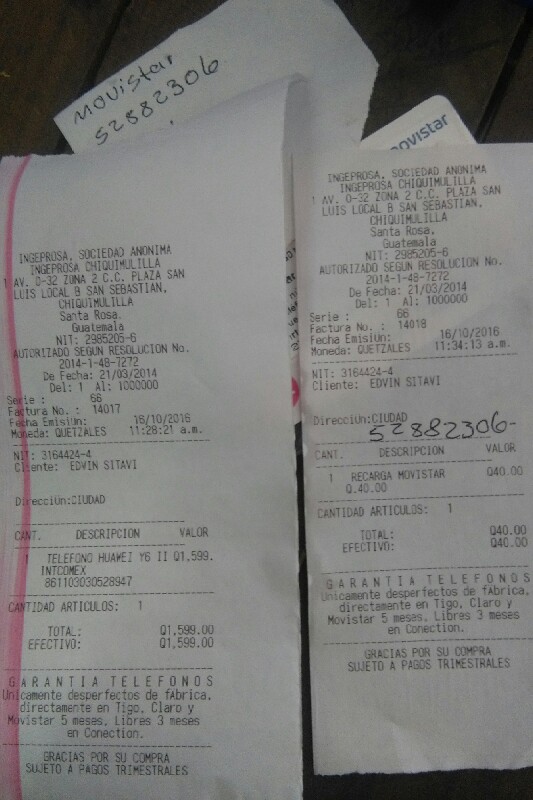 Movistar
52882306
movistar
INGEPROSA, SOCIEDAD ANONIMA
INGEPROSA CHIQUIMULILLA
1 AV. 0-32 ZONA 2 C.C. PLAZA SAN
LUIS LOCAL B SAN SEBASTIAN,
CHIQUIMULILLA
Santa Rosa.
Guatemala
NIT: 2985205-6
AUTORIZADO SEGUN RESOLUCION No.
2014-1-48-7272
De Fecha: 21/03/2014
Del: 1 Al: 1000000
Serie : 66
Factura No. : 14017
Fecha Emisiun: 16/10/2016
Moneda: QUETZALES 11:28:21 a.m.
NIT: 3164424-4
Cliente: EDWIN SITAVI
Direcciun:CIUDAD
CANT. DESCRIPCION VALOR
1 TELEFONO HUAWEI Y6 II Q1,599.
INTCOMEX
861103030528947
CANTIDAD ARTICULOS: 1
TOTAL: Q1,599.00
EFECTIVO: Q1,599.00
GARANTIA TELEFONOS
Unicamente desperfectos de fábrica,
directamente en Tigo, Claro y
Movistar 5 meses. Libres 3 meses
en Conection.
GRACIAS POR SU COMPRA
SUJETO A PAGOS TRIMESTRALES
INGEPROSA, SOCIEDAD ANONIMA
INGEPROSA CHIQUIMULILLA
1 AV. 0-32 ZONA 2 C.C. PLAZA SAN
LUIS LOCAL B SAN SEBASTIAN,
CHIQUIMULILLA
Santa Rosa.
Guatemala
NIT: 2985205-6
AUTORIZADO SEGUN RESOLUCION No.
2014-1-48-7272
De Fecha: 21/03/2014
Del: 1 Al: 1000000
Serie : 66
Factura No. : 14018
Fecha Emisiun: 16/10/2016
Moneda: QUETZALES 11:34:13 a.m.
NIT: 3164424-4
Cliente: EDWIN SITAVI
Direcciun:CIUDAD
52882306-
CANT. DESCRIPCION VALOR
1 RECARGA MOVISTAR Q40.00
Q.40.00
CANTIDAD ARTICULOS: 1
TOTAL: Q40.00
EFECTIVO: Q40.00
GARANTIA TELEFONOS
Unicamente desperfectos de fábrica,
directamente en Tigo, Claro y
Movistar 5 meses. Libres 3 meses
en Conection.
GRACIAS POR SU COMPRA
SUJETO A PAGOS TRIMESTRALES